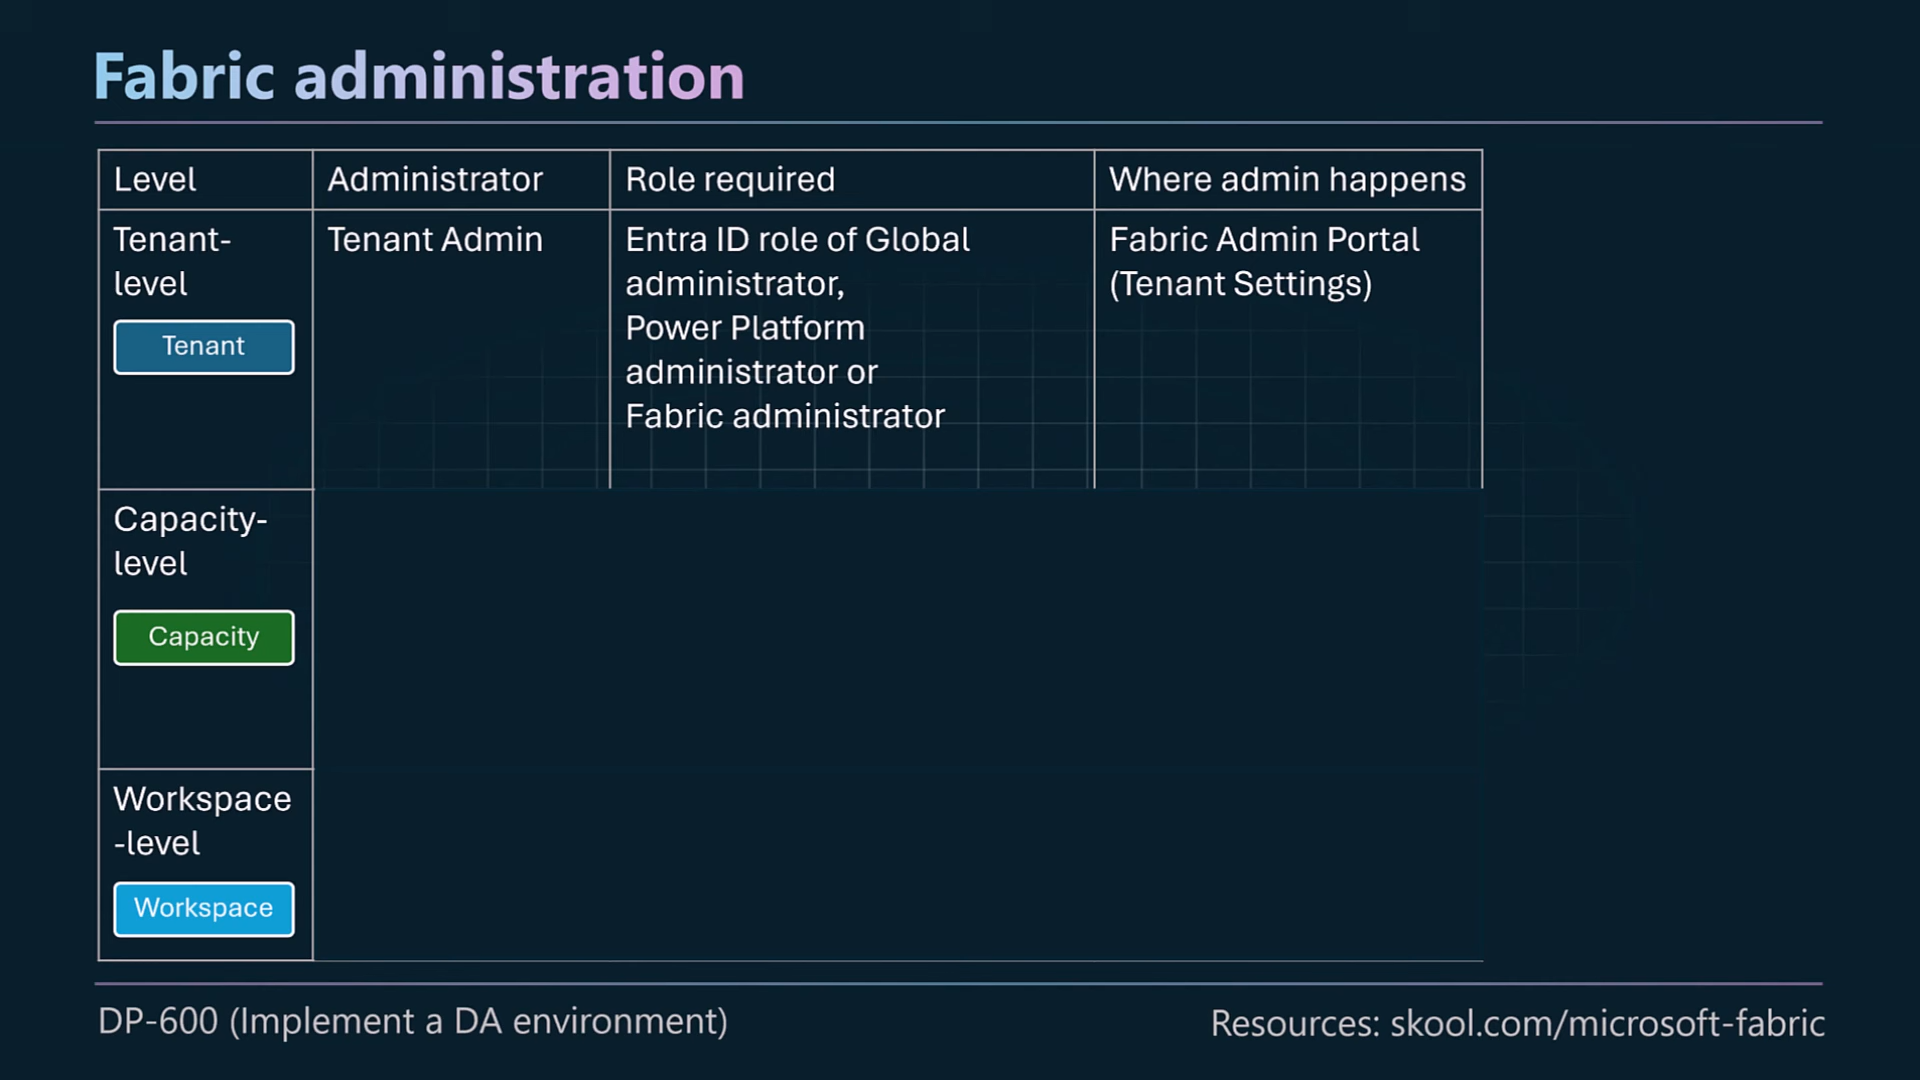 Fabric administration
Level
Administrator
Role required
Where admin happens
Tenant-
level
Tenant
Tenant Admin
Entra ID role of Global
administrator,
Power Platform
administrator or
Fabric administrator
Fabric Admin Portal
(Tenant Settings)
Capacity-
level
Capacity
Workspace
-level
Workspace
DP-600 (Implement a DA environment)
Resources: skool.com/microsoft-fabric